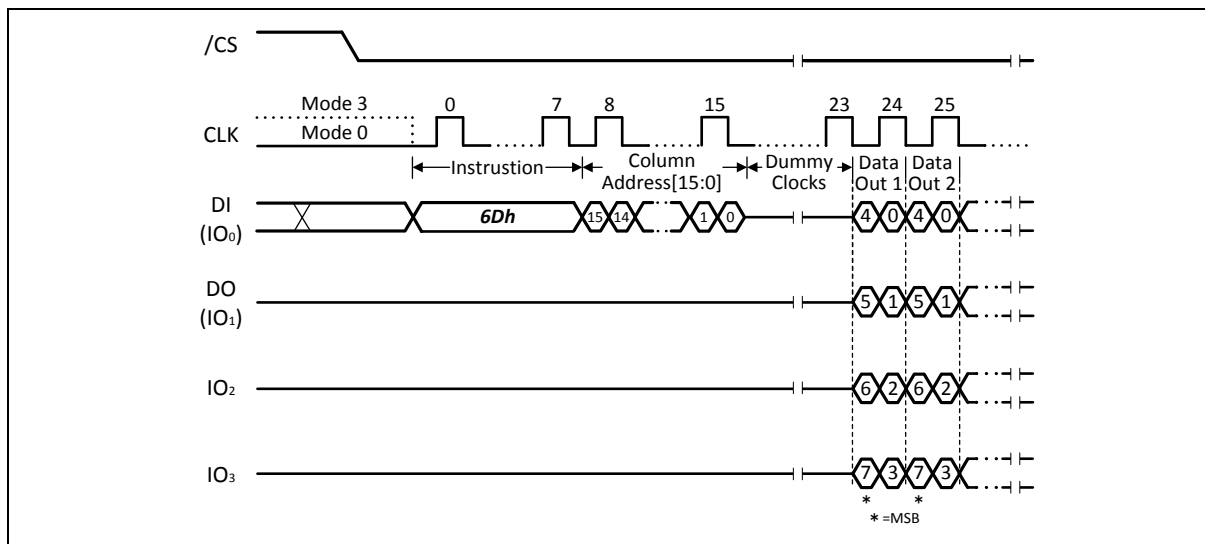 /CS
Mode 3 0 7 8 15 23 24 25
CLK Mode 0
Instrustion Column Address[15:0] Dummy Clocks Data Out 1 Data Out 2
DI (IO0) 6Dh 15 14 1 0 4 0 4 0
DO (IO1) 5 1 5 1
IO2 6 2 6 2
IO3 7 3 7 3
* *
* =MSB